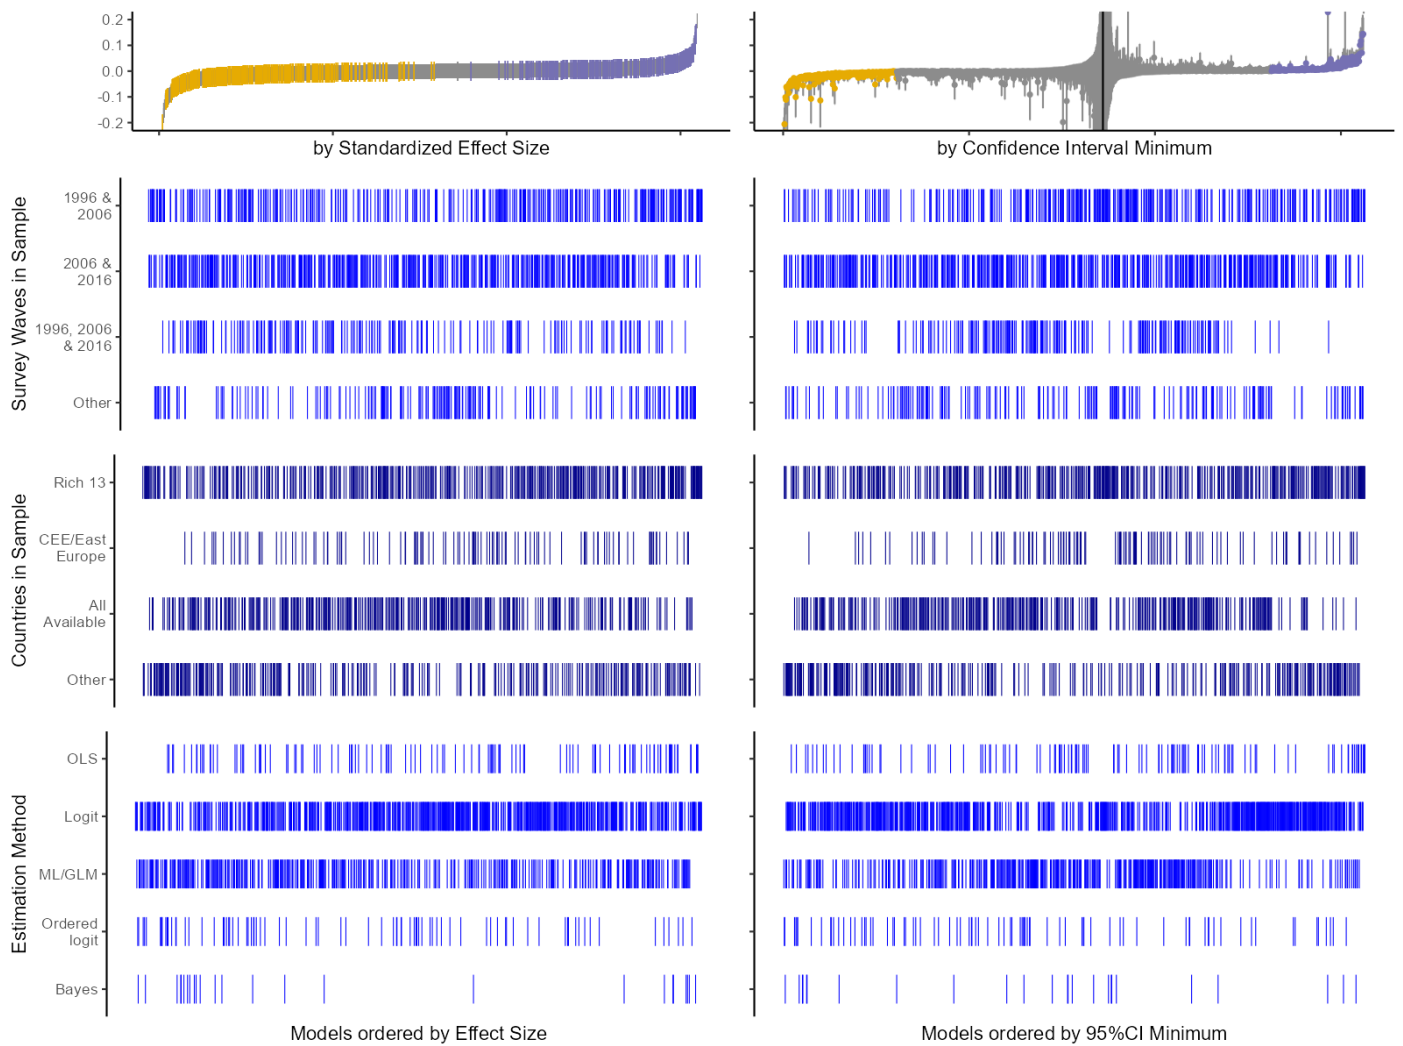 0.2
0.1
0.0
-0.1
-0.2
by Standardized Effect Size
by Confidence Interval Minimum
Survey Waves in Sample
1996 &
2006
2006 &
2016
1996, 2006
& 2016
Other
Countries in Sample
Rich 13
CEE/East
Europe
All
Available
Other
Estimation Method
OLS
Logit
ML/GLM
Ordered
logit
Bayes
Models ordered by Effect Size
Models ordered by 95%CI Minimum